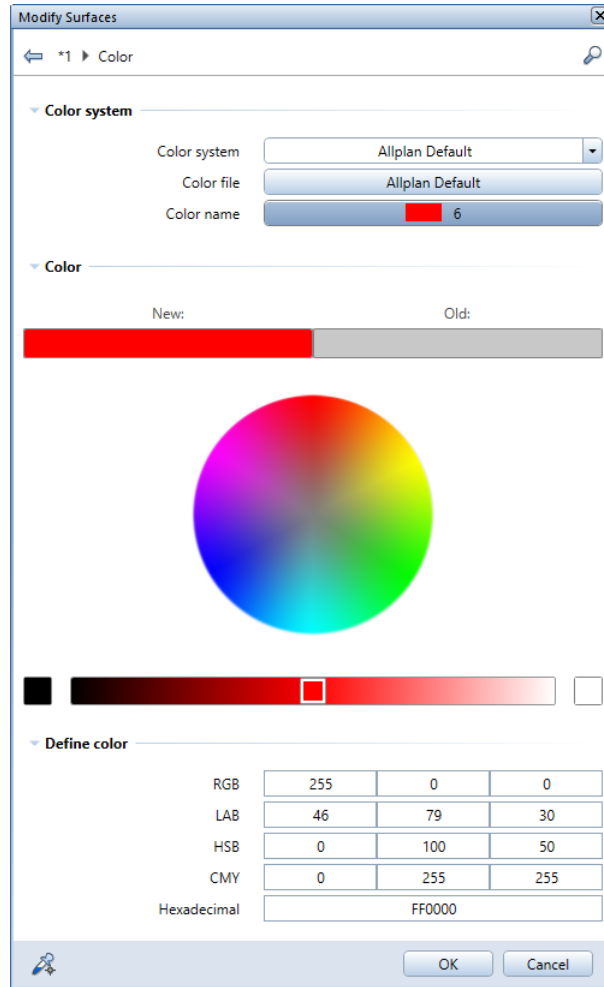 Modify Surfaces
*1 Color
Color system
Color system Allplan Default
Color file Allplan Default
Color name 6
Color
New: Old:
Define color
RGB 255 0 0
LAB 46 79 30
HSB 0 100 50
CMY 0 255 255
Hexadecimal FF0000
OK Cancel